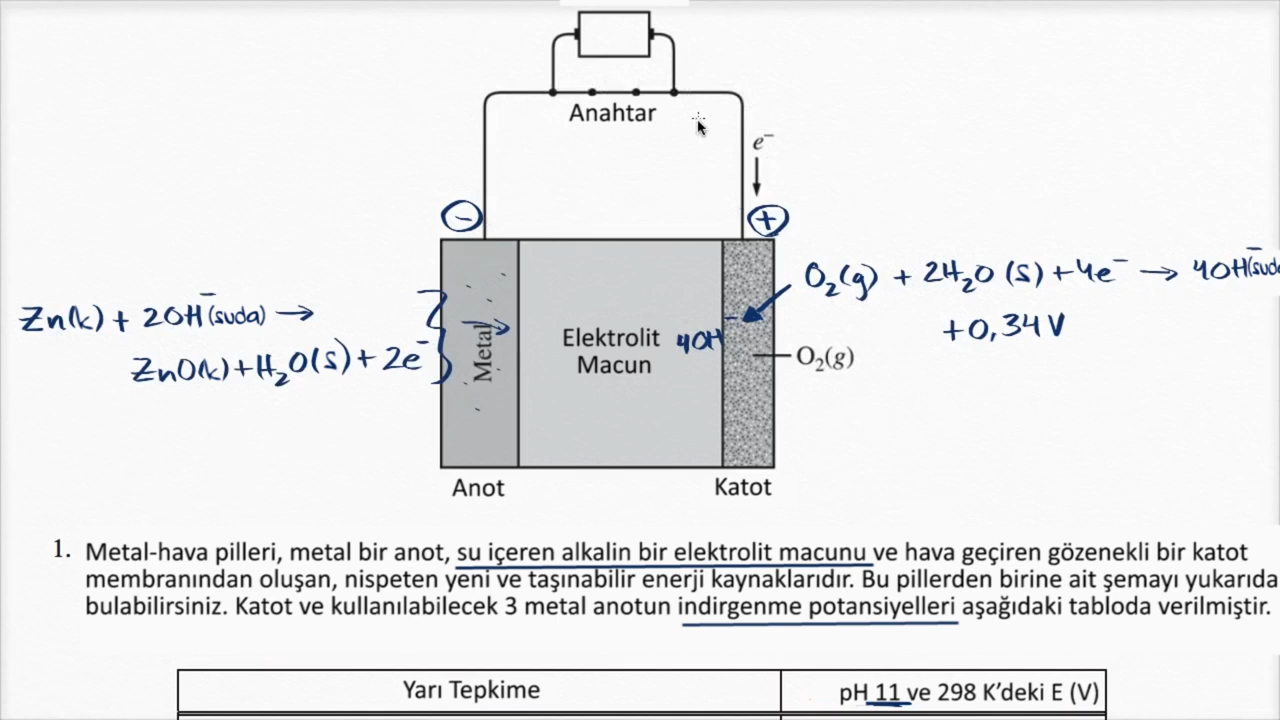 Anahtar
e⁻
−
+
O₂(g) + 2H₂O (s) + 4e⁻ → 4OH⁻(suda
+0,34 V
Zn(k) + 2OH⁻(suda) →
ZnO(k) + H₂O(s) + 2e⁻
Metal
Elektrolit
Macun
4OH⁻
O₂(g)
Anot
Katot
1. Metal-hava pilleri, metal bir anot, su içeren alkalin bir elektrolit macunu ve hava geçiren gözenekli bir katot
membranından oluşan, nispeten yeni ve taşınabilir enerji kaynaklarıdır. Bu pillerden birine ait şemayı yukarıda
bulabilirsiniz. Katot ve kullanılabilecek 3 metal anotun indirgenme potansiyelleri aşağıdaki tabloda verilmiştir.
Yarı Tepkime
pH 11 ve 298 K'deki E (V)